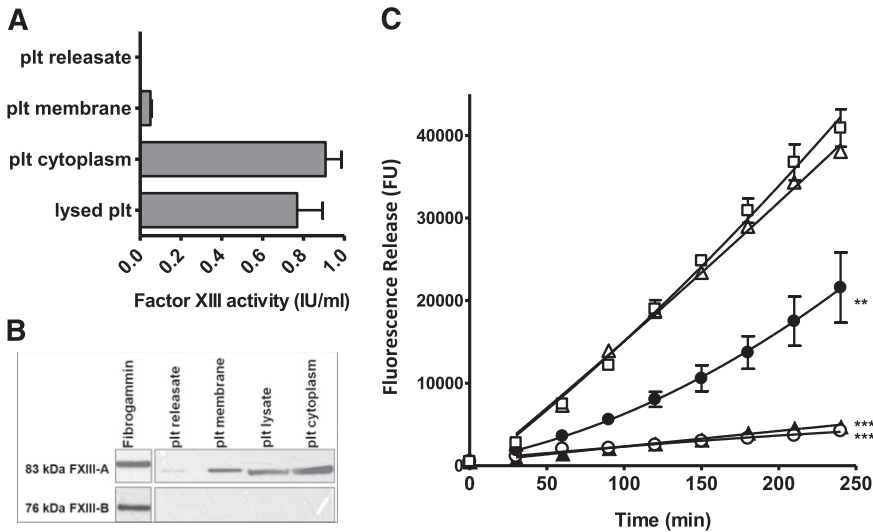 A
plt releasate
plt membrane
plt cytoplasm
lysed plt
0.0 0.2 0.4 0.6 0.8 1.0
Factor XIII activity (IU/ml)
B
Fibrogammin
plt releasate
plt membrane
plt lysate
plt cytoplasm
83 kDa FXIII-A
76 kDa FXIII-B
C
Fluorescence Release (FU)
40000
30000
20000
10000
0
0 50 100 150 200 250
Time (min)
**
***
***